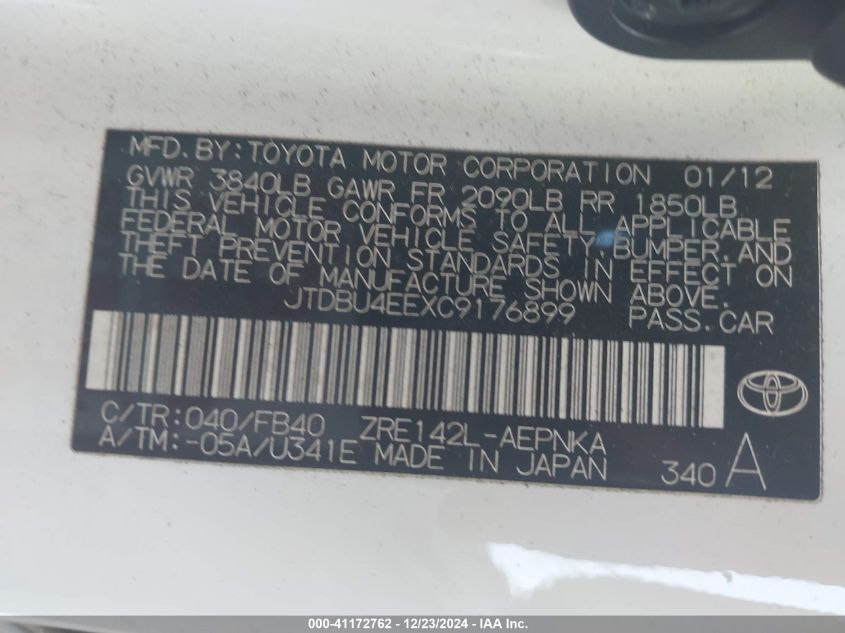 MFD. BY: TOYOTA MOTOR CORPORATION 01/12
GVWR 3840LB GAWR FR 2090LB RR 1850LB
THIS VEHICLE CONFORMS TO ALL APPLICABLE
FEDERAL MOTOR VEHICLE SAFETY, BUMPER, AND
THEFT PREVENTION STANDARDS IN EFFECT ON
THE DATE OF MANUFACTURE SHOWN ABOVE.
JTDBU4EEXC9176899 PASS.CAR
C/TR: 040/FB40 ZRE142L-AEPNKA
A/TM: -05A/U341E MADE IN JAPAN 340 A
000-41172762 - 12/23/2024 - IAA Inc.